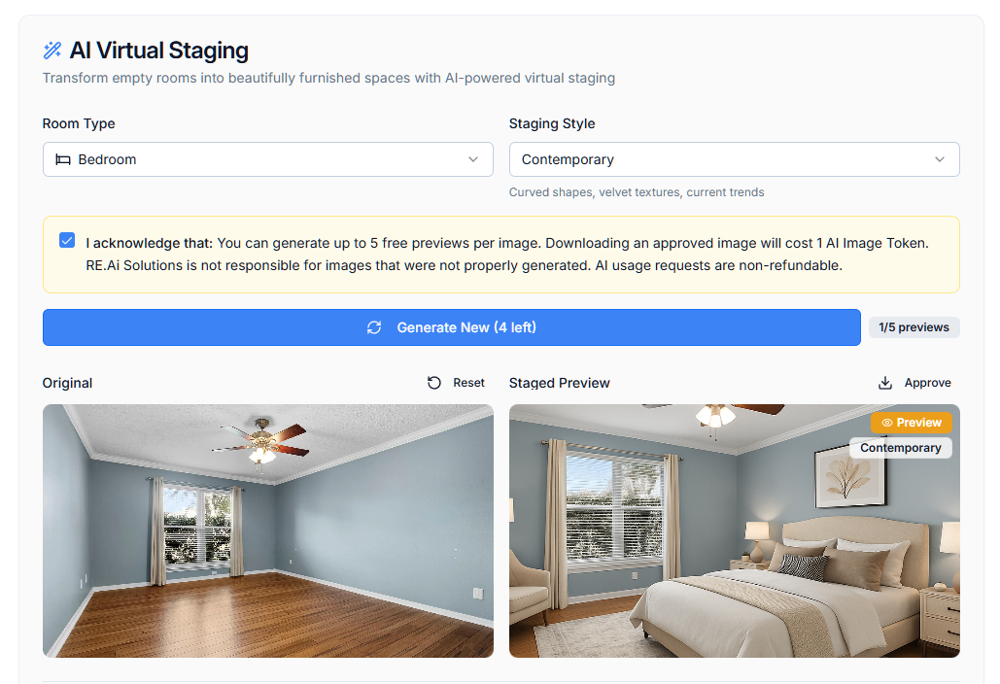 AI Virtual Staging
Transform empty rooms into beautifully furnished spaces with AI-powered virtual staging
Room Type
Bedroom
Staging Style
Contemporary
Curved shapes, velvet textures, current trends
I acknowledge that: You can generate up to 5 free previews per image. Downloading an approved image will cost 1 AI Image Token.
RE.Ai Solutions is not responsible for images that were not properly generated. AI usage requests are non-refundable.
Generate New (4 left)
1/5 previews
Original
Reset
Staged Preview
Approve
Preview
Contemporary